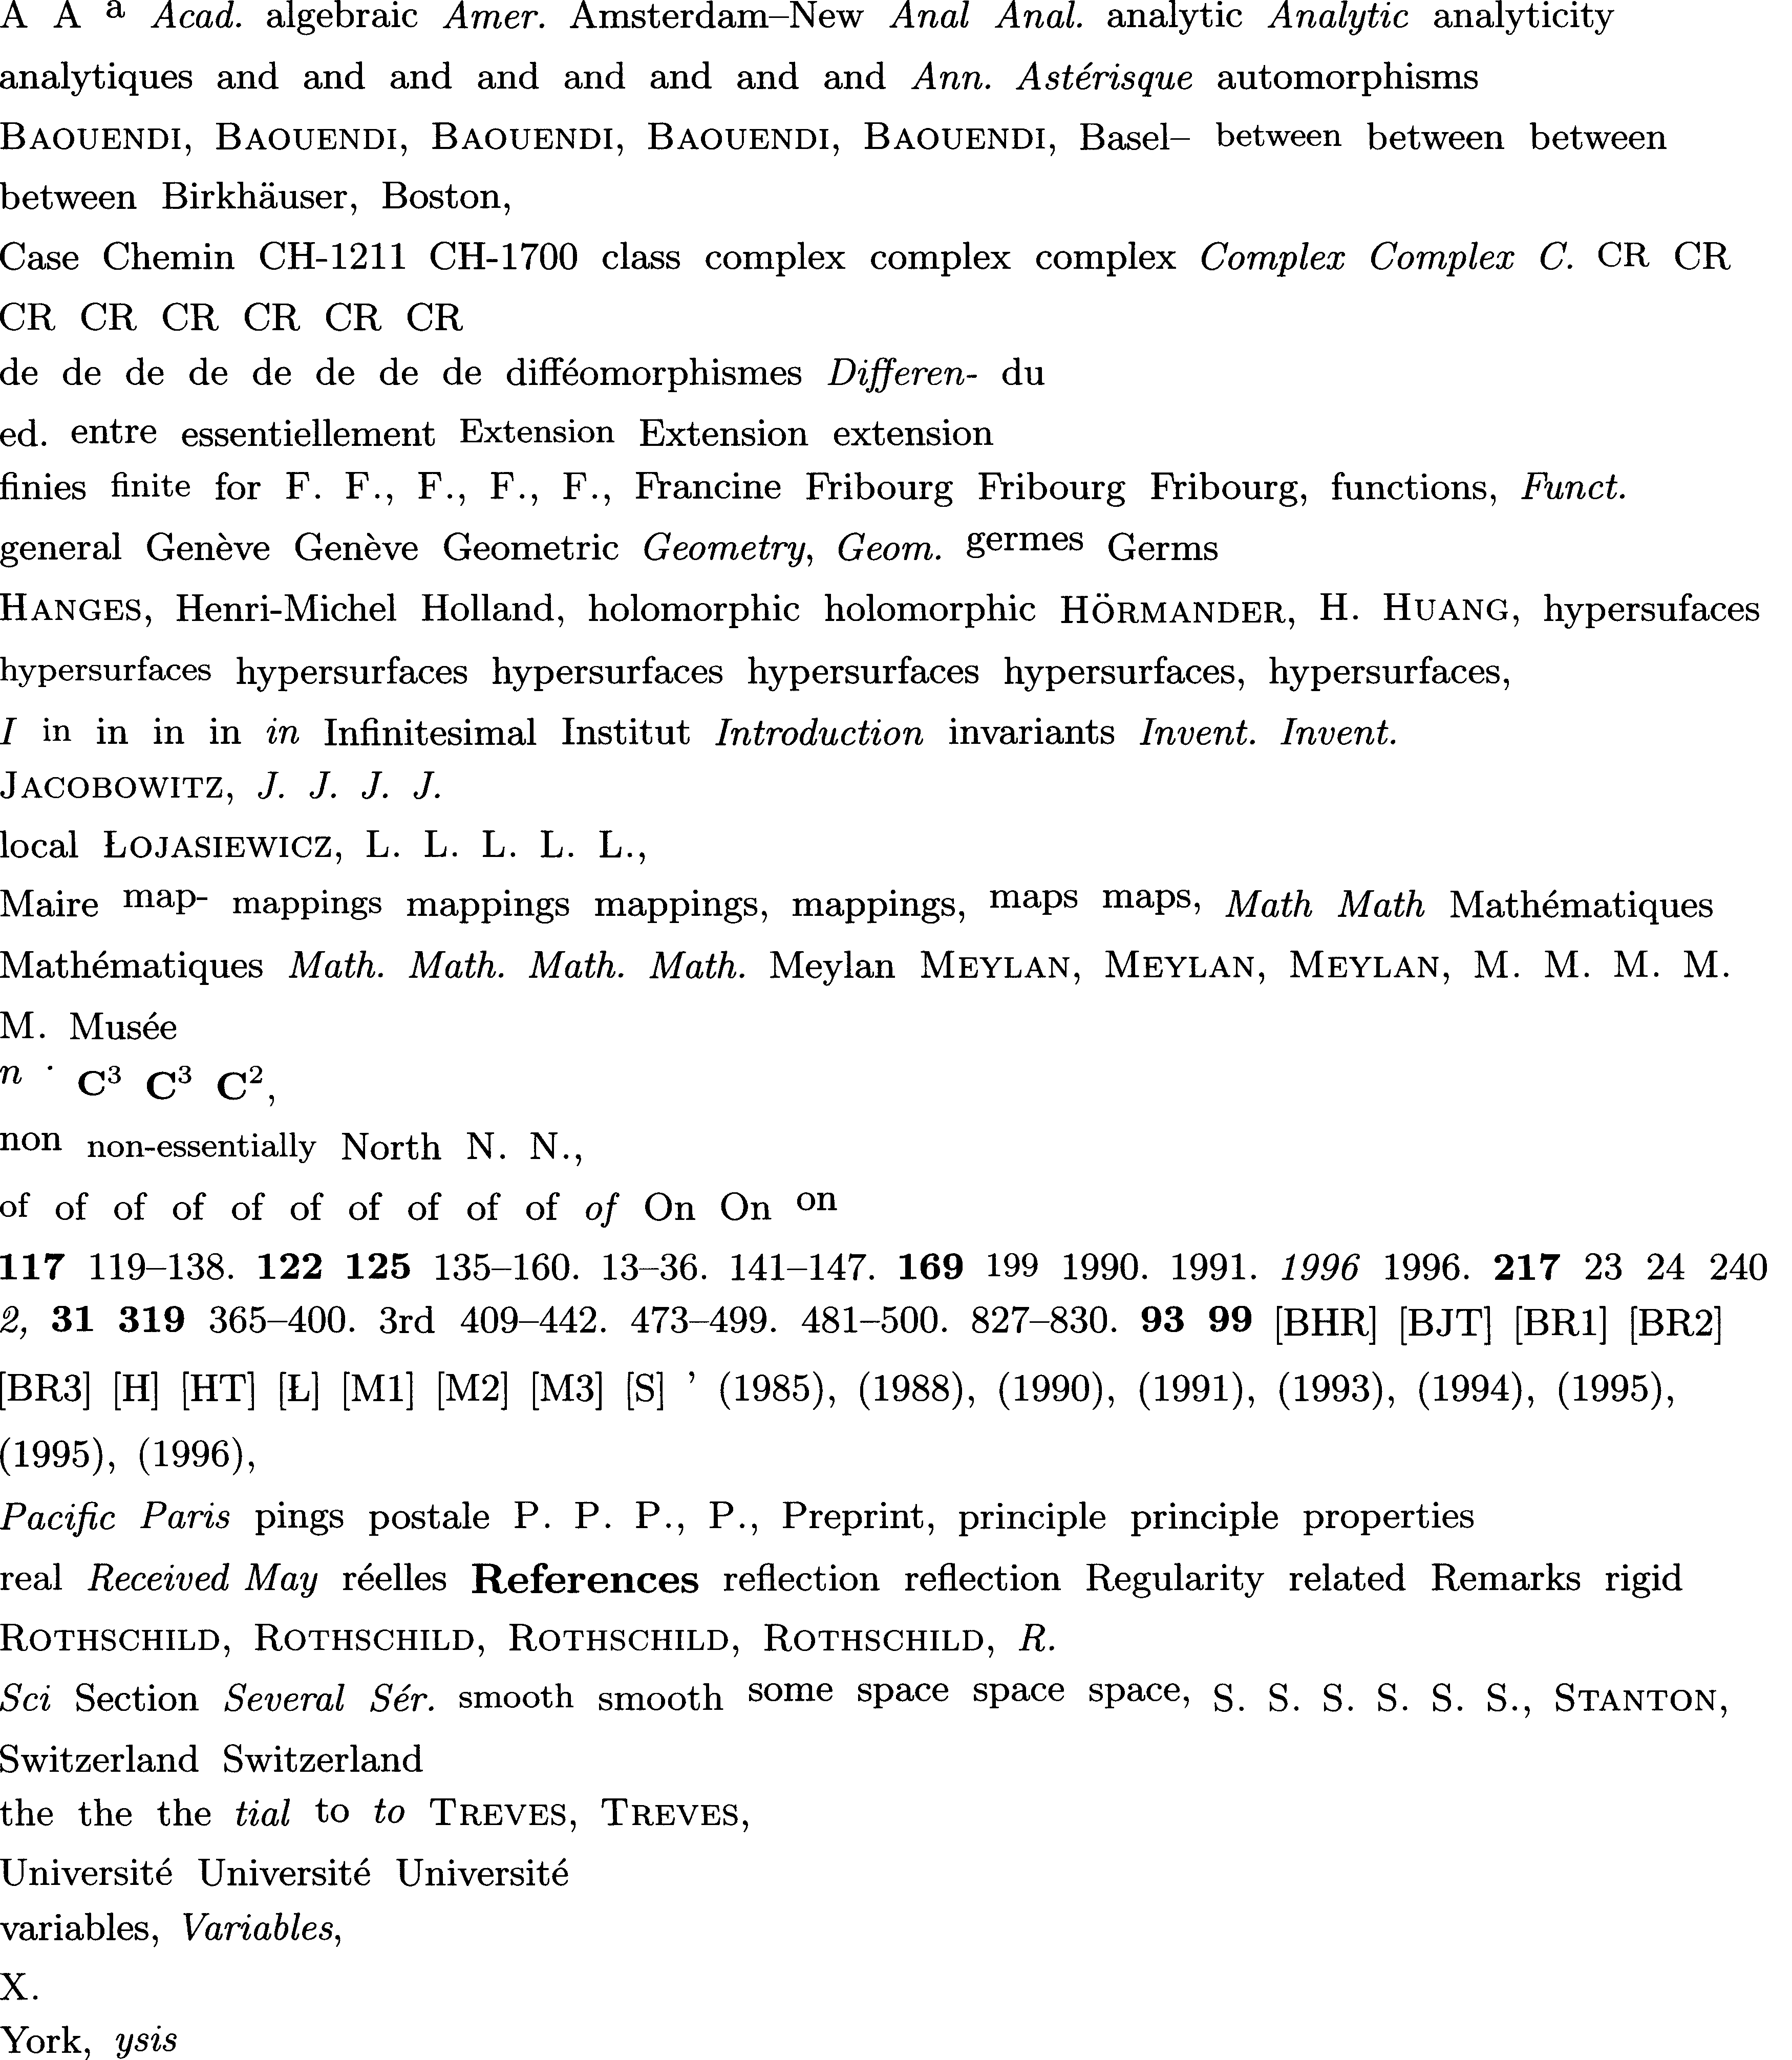 A A a Acad. algebraic Amer. Amsterdam–New Anal Anal. analytic Analytic analyticity
analytiques and and and and and and and and Ann. Astérisque automorphisms
BAOUENDI, BAOUENDI, BAOUENDI, BAOUENDI, BAOUENDI, Basel– between between between
between Birkhäuser, Boston,
Case Chemin CH-1211 CH-1700 class complex complex complex Complex Complex C. CR CR
CR CR CR CR CR CR
de de de de de de de de difféomorphismes Differen- du
ed. entre essentiellement Extension Extension extension
finies finite for F. F., F., F., F., Francine Fribourg Fribourg Fribourg, functions, Funct.
general Genève Genève Geometric Geometry, Geom. germes Germs
HANGES, Henri-Michel Holland, holomorphic holomorphic HÖRMANDER, H. HUANG, hypersufaces
hypersurfaces hypersurfaces hypersurfaces hypersurfaces hypersurfaces, hypersurfaces,
I in in in in in Infinitesimal Institut Introduction invariants Invent. Invent.
JACOBOWITZ, J. J. J. J.
local ŁOJASIEWICZ, L. L. L. L. L.,
Maire map- mappings mappings mappings, mappings, maps maps, Math Math Mathématiques
Mathématiques Math. Math. Math. Math. Meylan MEYLAN, MEYLAN, MEYLAN, M. M. M. M.
M. Musée
n · C³ C³ C²,
non non-essentially North N. N.,
of of of of of of of of of of of On On on
117 119–138. 122 125 135–160. 13–36. 141–147. 169 199 1990. 1991. 1996 1996. 217 23 24 240
2, 31 319 365–400. 3rd 409–442. 473–499. 481–500. 827–830. 93 99 [BHR] [BJT] [BR1] [BR2]
[BR3] [H] [HT] [Ł] [M1] [M2] [M3] [S] ’ (1985), (1988), (1990), (1991), (1993), (1994), (1995),
(1995), (1996),
Pacific Paris pings postale P. P. P., P., Preprint, principle principle properties
real Received May réelles References reflection reflection Regularity related Remarks rigid
ROTHSCHILD, ROTHSCHILD, ROTHSCHILD, ROTHSCHILD, R.
Sci Section Several Sér. smooth smooth some space space space, S. S. S. S. S. S., STANTON,
Switzerland Switzerland
the the the tial to to TREVES, TREVES,
Université Université Université
variables, Variables,
X.
York, ysis